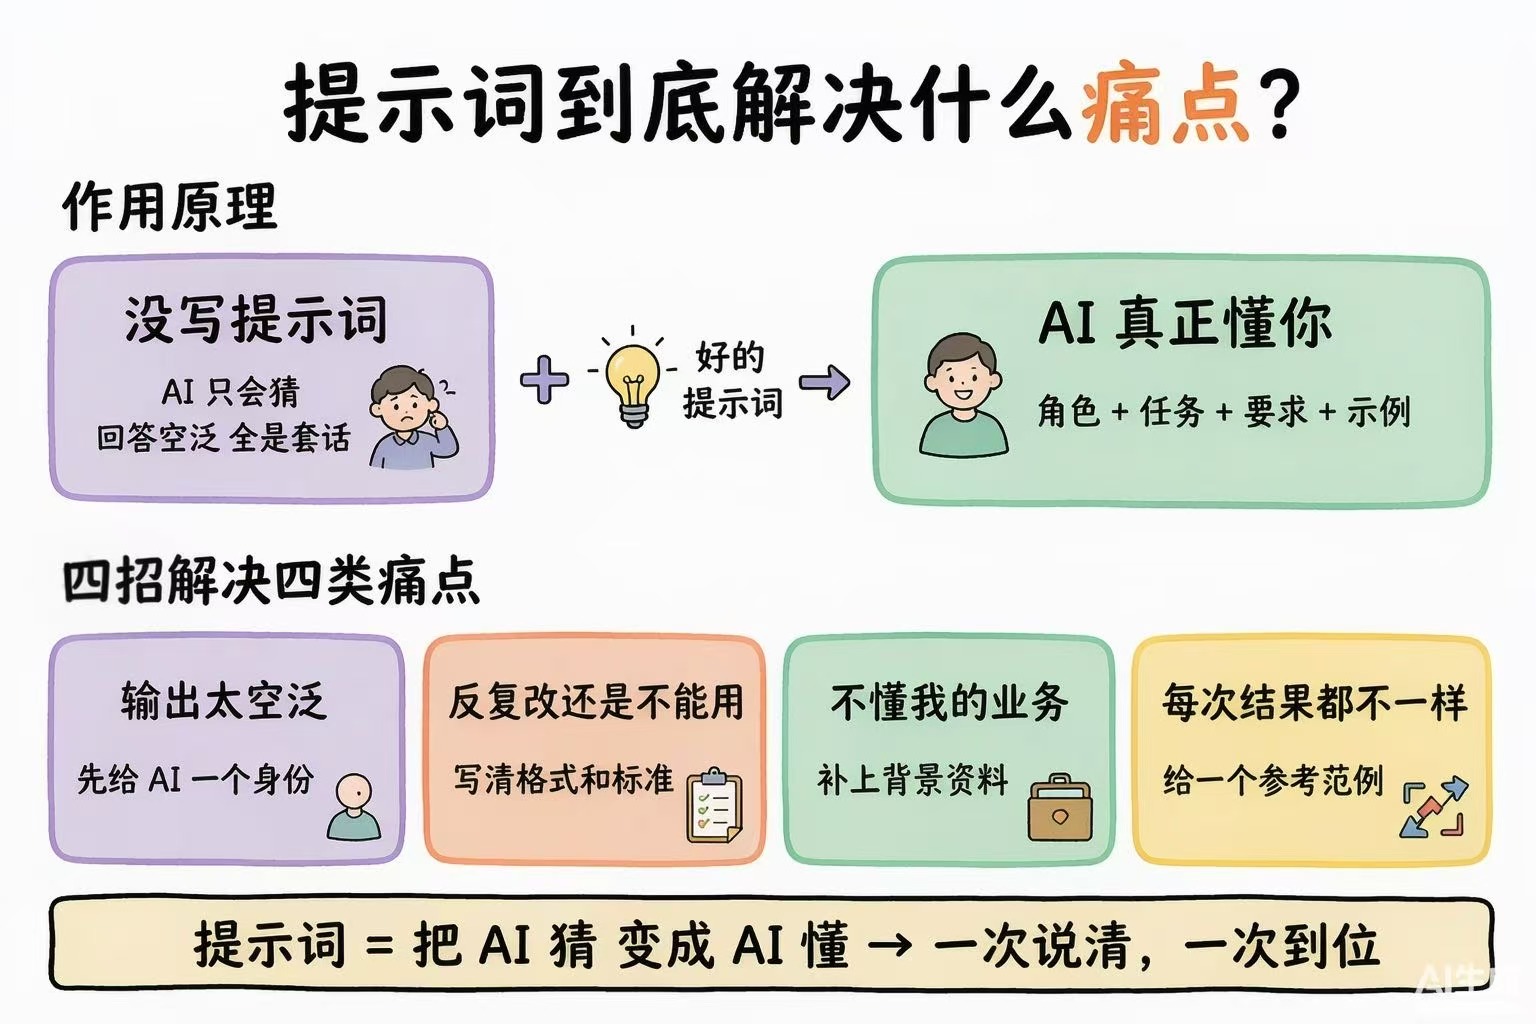 提示词到底解决什么痛点？
作用原理
没写提示词
AI 只会猜
回答空泛 全是套话
好的
提示词
AI 真正懂你
角色 + 任务 + 要求 + 示例
四招解决四类痛点
输出太空泛
先给 AI 一个身份
反复改还是不能用
写清格式和标准
不懂我的业务
补上背景资料
每次结果都不一样
给一个参考范例
提示词 = 把 AI 猜 变成 AI 懂 → 一次说清，一次到位